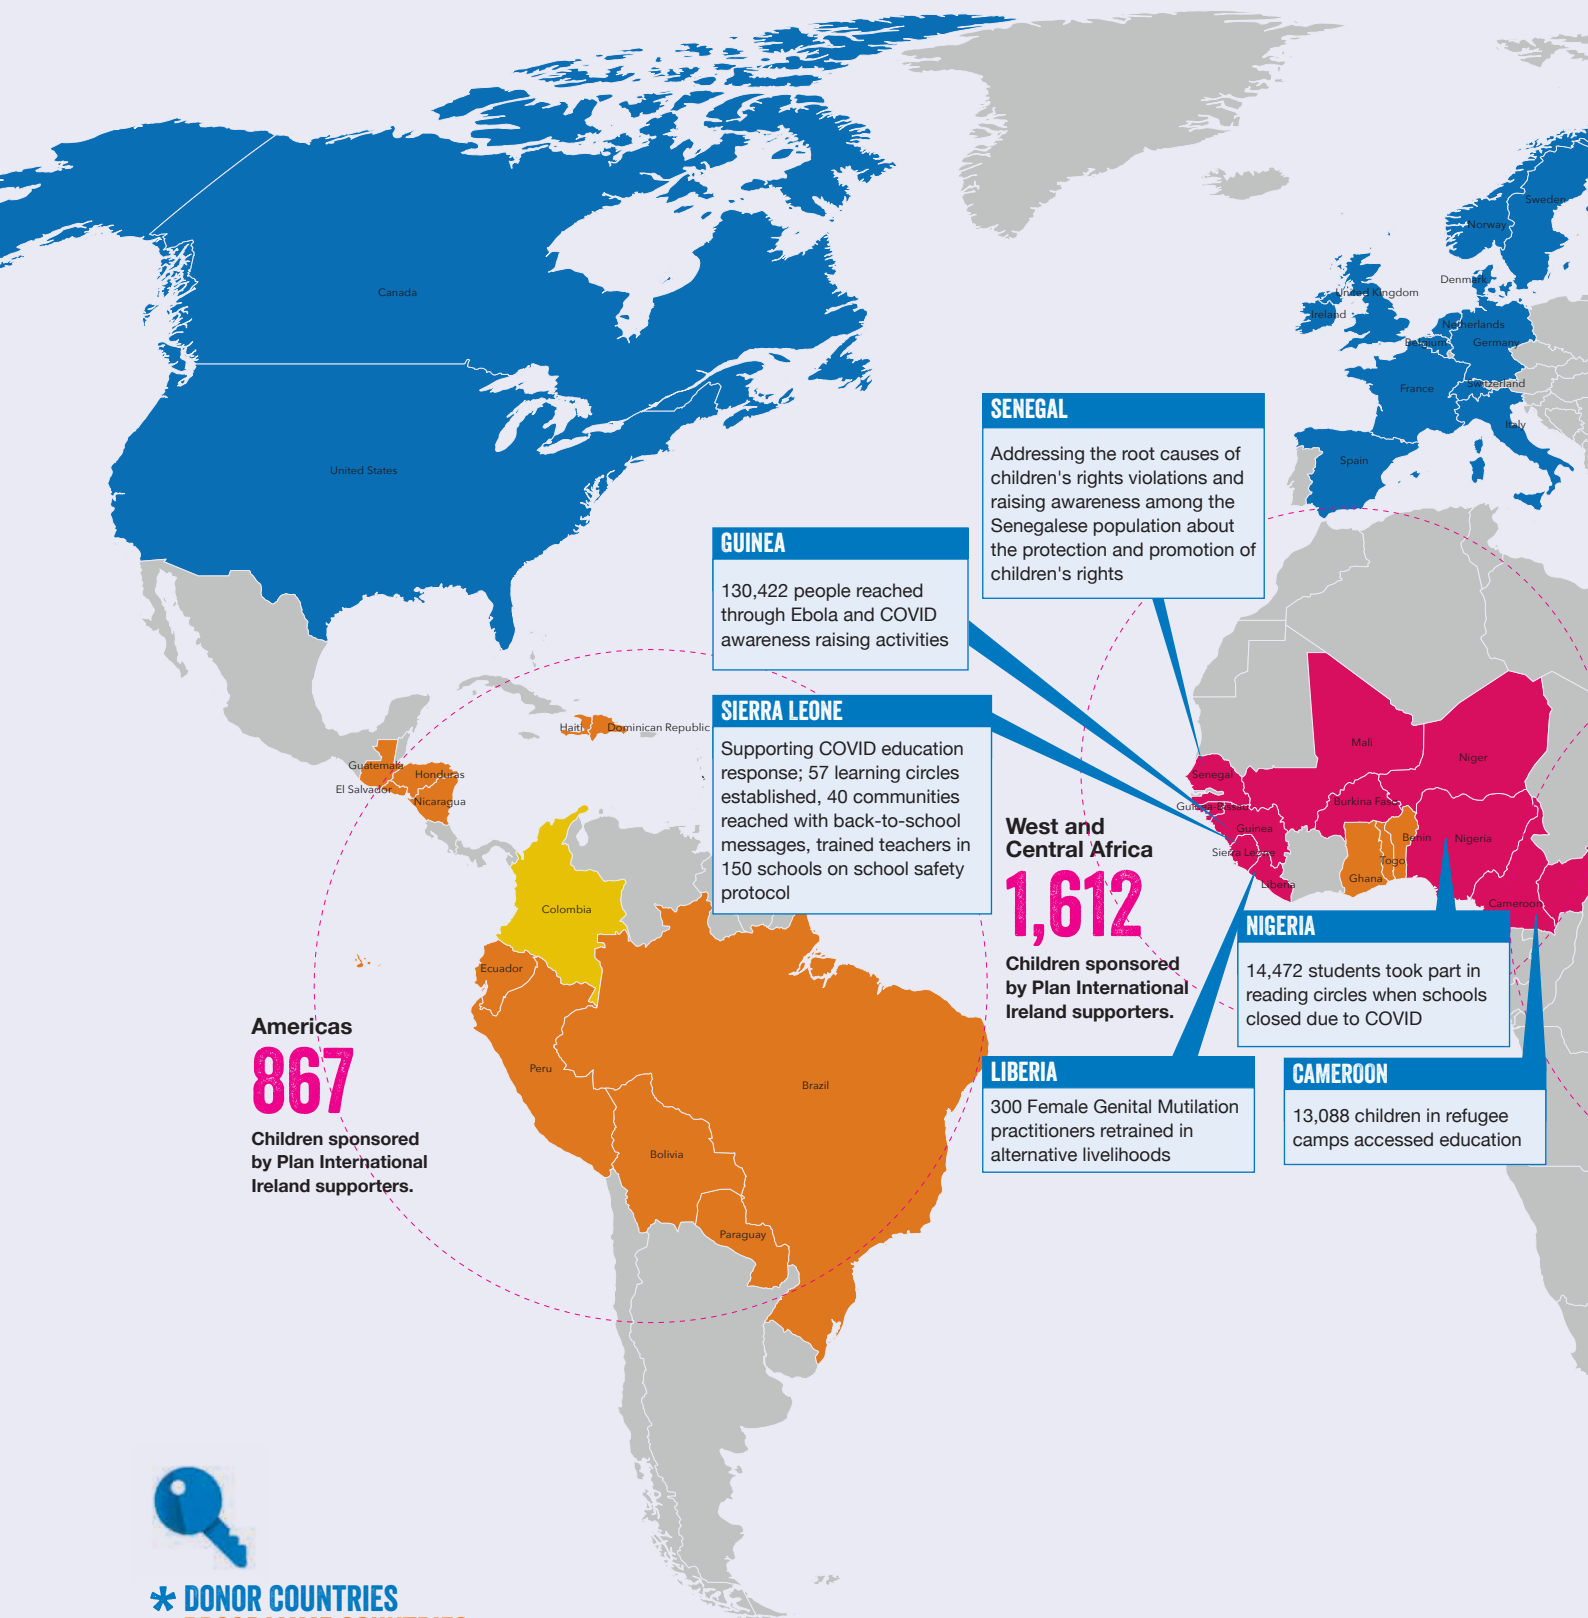 Canada
United States
Sweden
Norway
Denmark
United Kingdom
Ireland
Netherlands
Belgium
Germany
Switzerland
France
Italy
Spain
SENEGAL
Addressing the root causes of
children's rights violations and
raising awareness among the
Senegalese population about
the protection and promotion of
children's rights
GUINEA
130,422 people reached
through Ebola and COVID
awareness raising activities
SIERRA LEONE
Supporting COVID education
response; 57 learning circles
established, 40 communities
reached with back-to-school
messages, trained teachers in
150 schools on school safety
protocol
Haiti
Dominican Republic
Guatemala
Honduras
El Salvador
Nicaragua
Colombia
Ecuador
Peru
Brazil
Bolivia
Paraguay
Americas
867
Children sponsored
by Plan International
Ireland supporters.
West and
Central Africa
1,612
Children sponsored
by Plan International
Ireland supporters.
Mali
Niger
Senegal
Guinea-Bissau
Burkina Faso
Guinea
Benin
Nigeria
Sierra Leone
Togo
Ghana
Liberia
Cameroon
NIGERIA
14,472 students took part in
reading circles when schools
closed due to COVID
LIBERIA
300 Female Genital Mutilation
practitioners retrained in
alternative livelihoods
CAMEROON
13,088 children in refugee
camps accessed education
* DONOR COUNTRIES